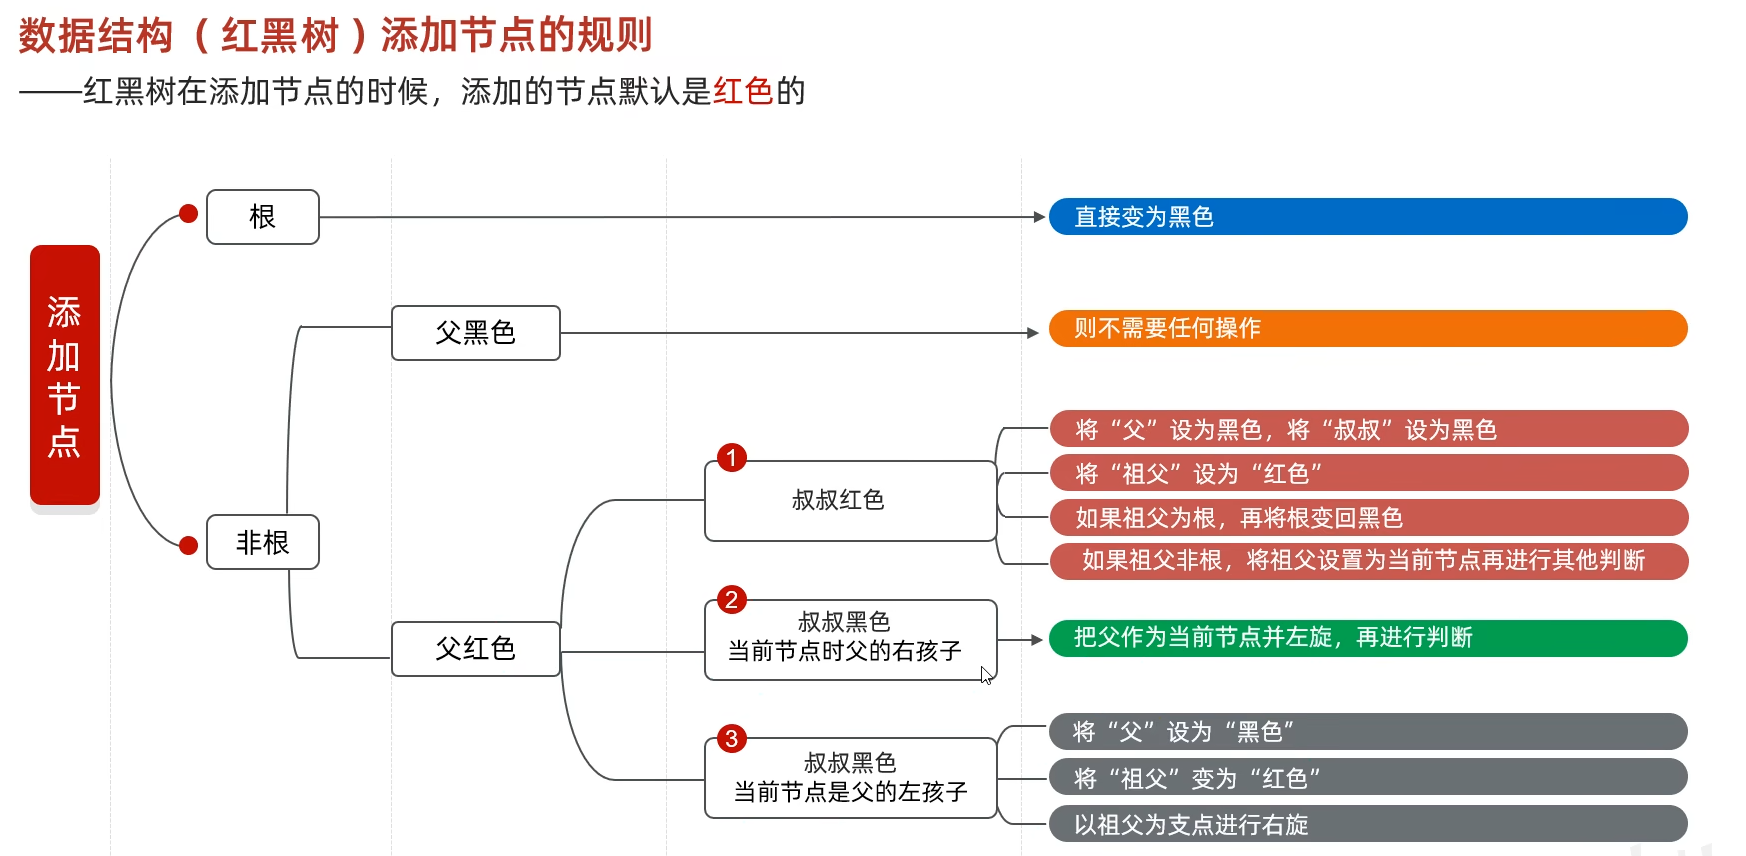 数据结构（红黑树）添加节点的规则
——红黑树在添加节点的时候，添加的节点默认是红色的
添加节点
根
直接变为黑色
非根
父黑色
则不需要任何操作
父红色
1
叔叔红色
将“父”设为黑色，将“叔叔”设为黑色
将“祖父”设为“红色”
如果祖父为根，再将根变回黑色
如果祖父非根，将祖父设置为当前节点再进行其他判断
2
叔叔黑色
当前节点时父的右孩子
把父作为当前节点并左旋，再进行判断
3
叔叔黑色
当前节点是父的左孩子
将“父”设为“黑色”
将“祖父”变为“红色”
以祖父为支点进行右旋